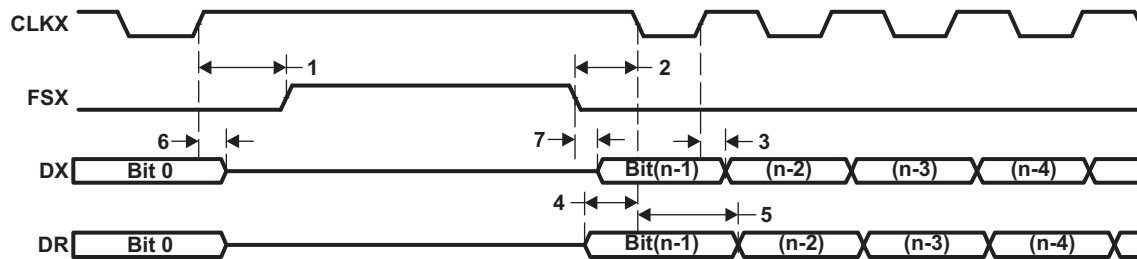 CLKX
1 2
FSX
6 7 3
DX Bit 0 Bit(n-1) (n-2) (n-3) (n-4)
4 5
DR Bit 0 Bit(n-1) (n-2) (n-3) (n-4)